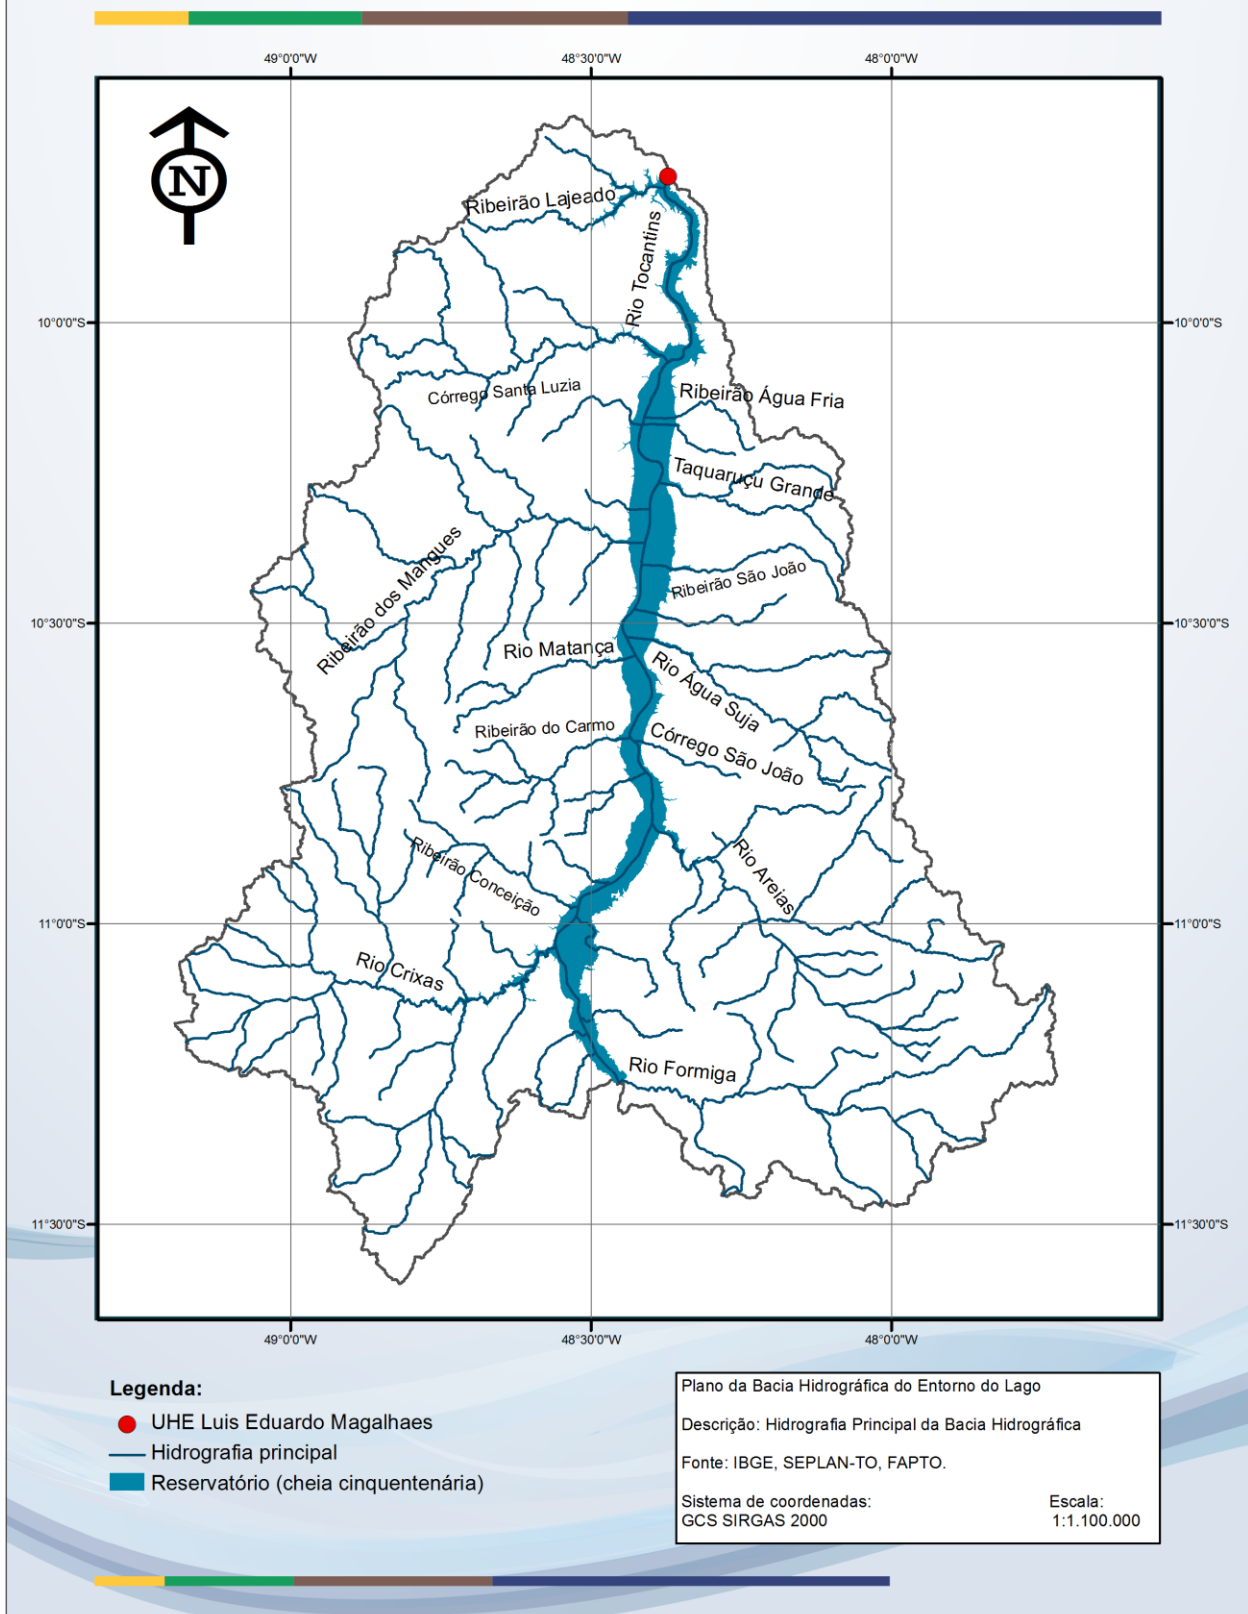 49°0'0"W 48°30'0"W 48°0'0"W
N
Ribeirão Lajeado
Rio Tocantins
10°0'0"S 10°0'0"S
Córrego Santa Luzia
Ribeirão Água Fria
Taquaruçu Grande
Ribeirão dos Mangues
Ribeirão São João
10°30'0"S 10°30'0"S
Rio Matança
Rio Água Suja
Ribeirão do Carmo
Córrego São João
Ribeirão Conceição
Rio Areias
11°0'0"S 11°0'0"S
Rio Crixas
Rio Formiga
11°30'0"S 11°30'0"S
49°0'0"W 48°30'0"W 48°0'0"W
Legenda:
UHE Luis Eduardo Magalhaes
Hidrografia principal
Reservatório (cheia cinquentenária)
Plano da Bacia Hidrográfica do Entorno do Lago
Descrição: Hidrografia Principal da Bacia Hidrográfica
Fonte: IBGE, SEPLAN-TO, FAPTO.
Sistema de coordenadas: Escala:
GCS SIRGAS 2000 1:1.100.000